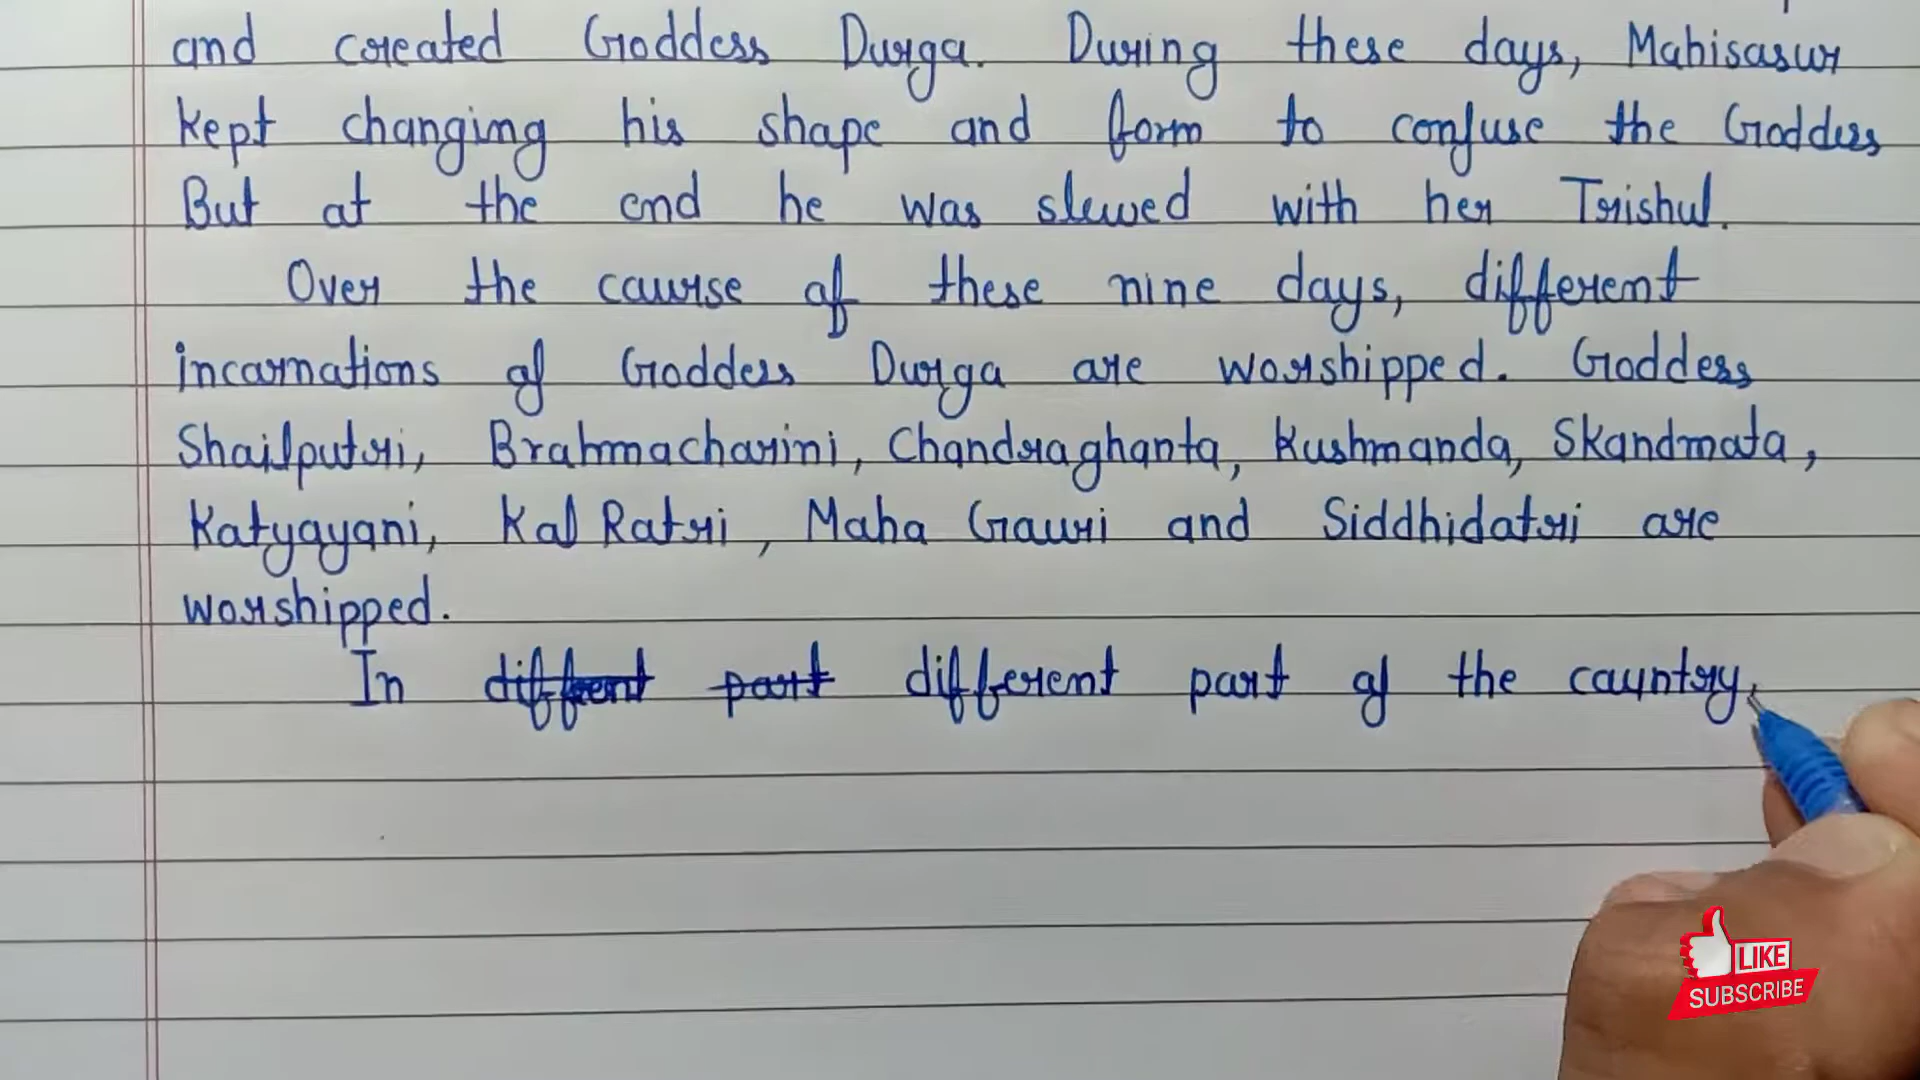 and created Goddess Durga. During these days, Mahisasur
kept changing his shape and form to confuse the Goddess
But at the end he was slewed with her Trishul.
Over the course of these nine days, different
incarnations of Goddess Durga are worshipped. Goddess
Shailputri, Brahmacharini, Chandraghanta, Kushmanda, Skandmata,
Katyayani, Kal Ratri, Maha Gauri and Siddhidatri are
worshipped.
In different part different part of the country,
LIKE
SUBSCRIBE